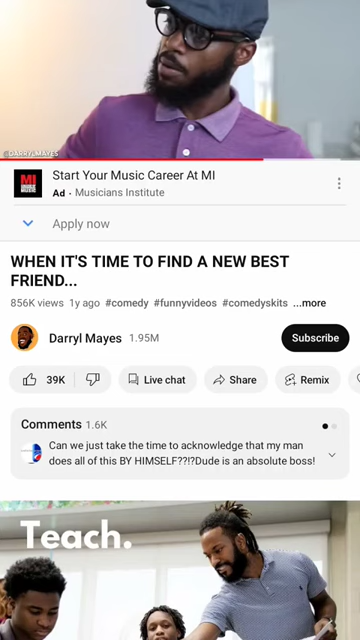 @DARRYLMAYES
MI
Start Your Music Career At MI
Ad · Musicians Institute
Apply now
WHEN IT'S TIME TO FIND A NEW BEST
FRIEND...
856K views 1y ago #comedy #funnyvideos #comedyskits ...more
Darryl Mayes 1.95M
Subscribe
39K
Live chat
Share
Remix
Comments 1.6K
Can we just take the time to acknowledge that my man
does all of this BY HIMSELF??!?Dude is an absolute boss!
Teach.